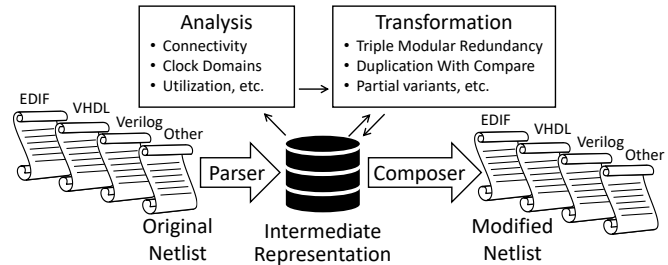 Analysis
• Connectivity
• Clock Domains
• Utilization, etc.
Transformation
• Triple Modular Redundancy
• Duplication With Compare
• Partial variants, etc.
EDIF
VHDL
Verilog
Other
Parser
Composer
EDIF
VHDL
Verilog
Other
Original
Netlist
Intermediate
Representation
Modified
Netlist